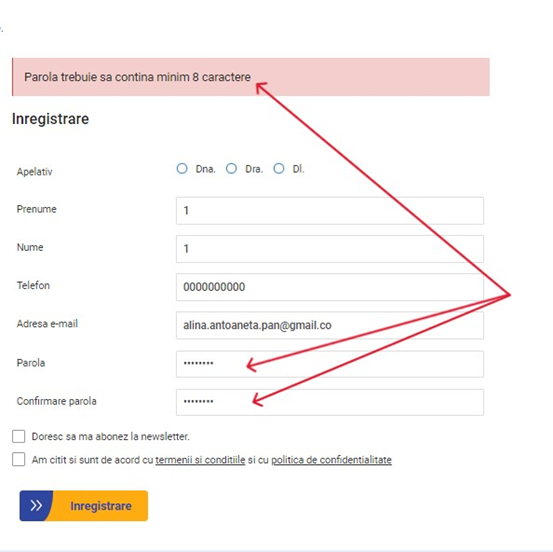 Parola trebuie sa contina minim 8 caractere
Inregistrare
Apelativ Dna. Dra. Dl.
Prenume 1
Nume 1
Telefon 0000000000
Adresa e-mail alina.antoaneta.pan@gmail.co
Parola ••••••••
Confirmare parola ••••••••
Doresc sa ma abonez la newsletter.
Am citit si sunt de acord cu termenii si conditiile si cu politica de confidentialitate
Inregistrare